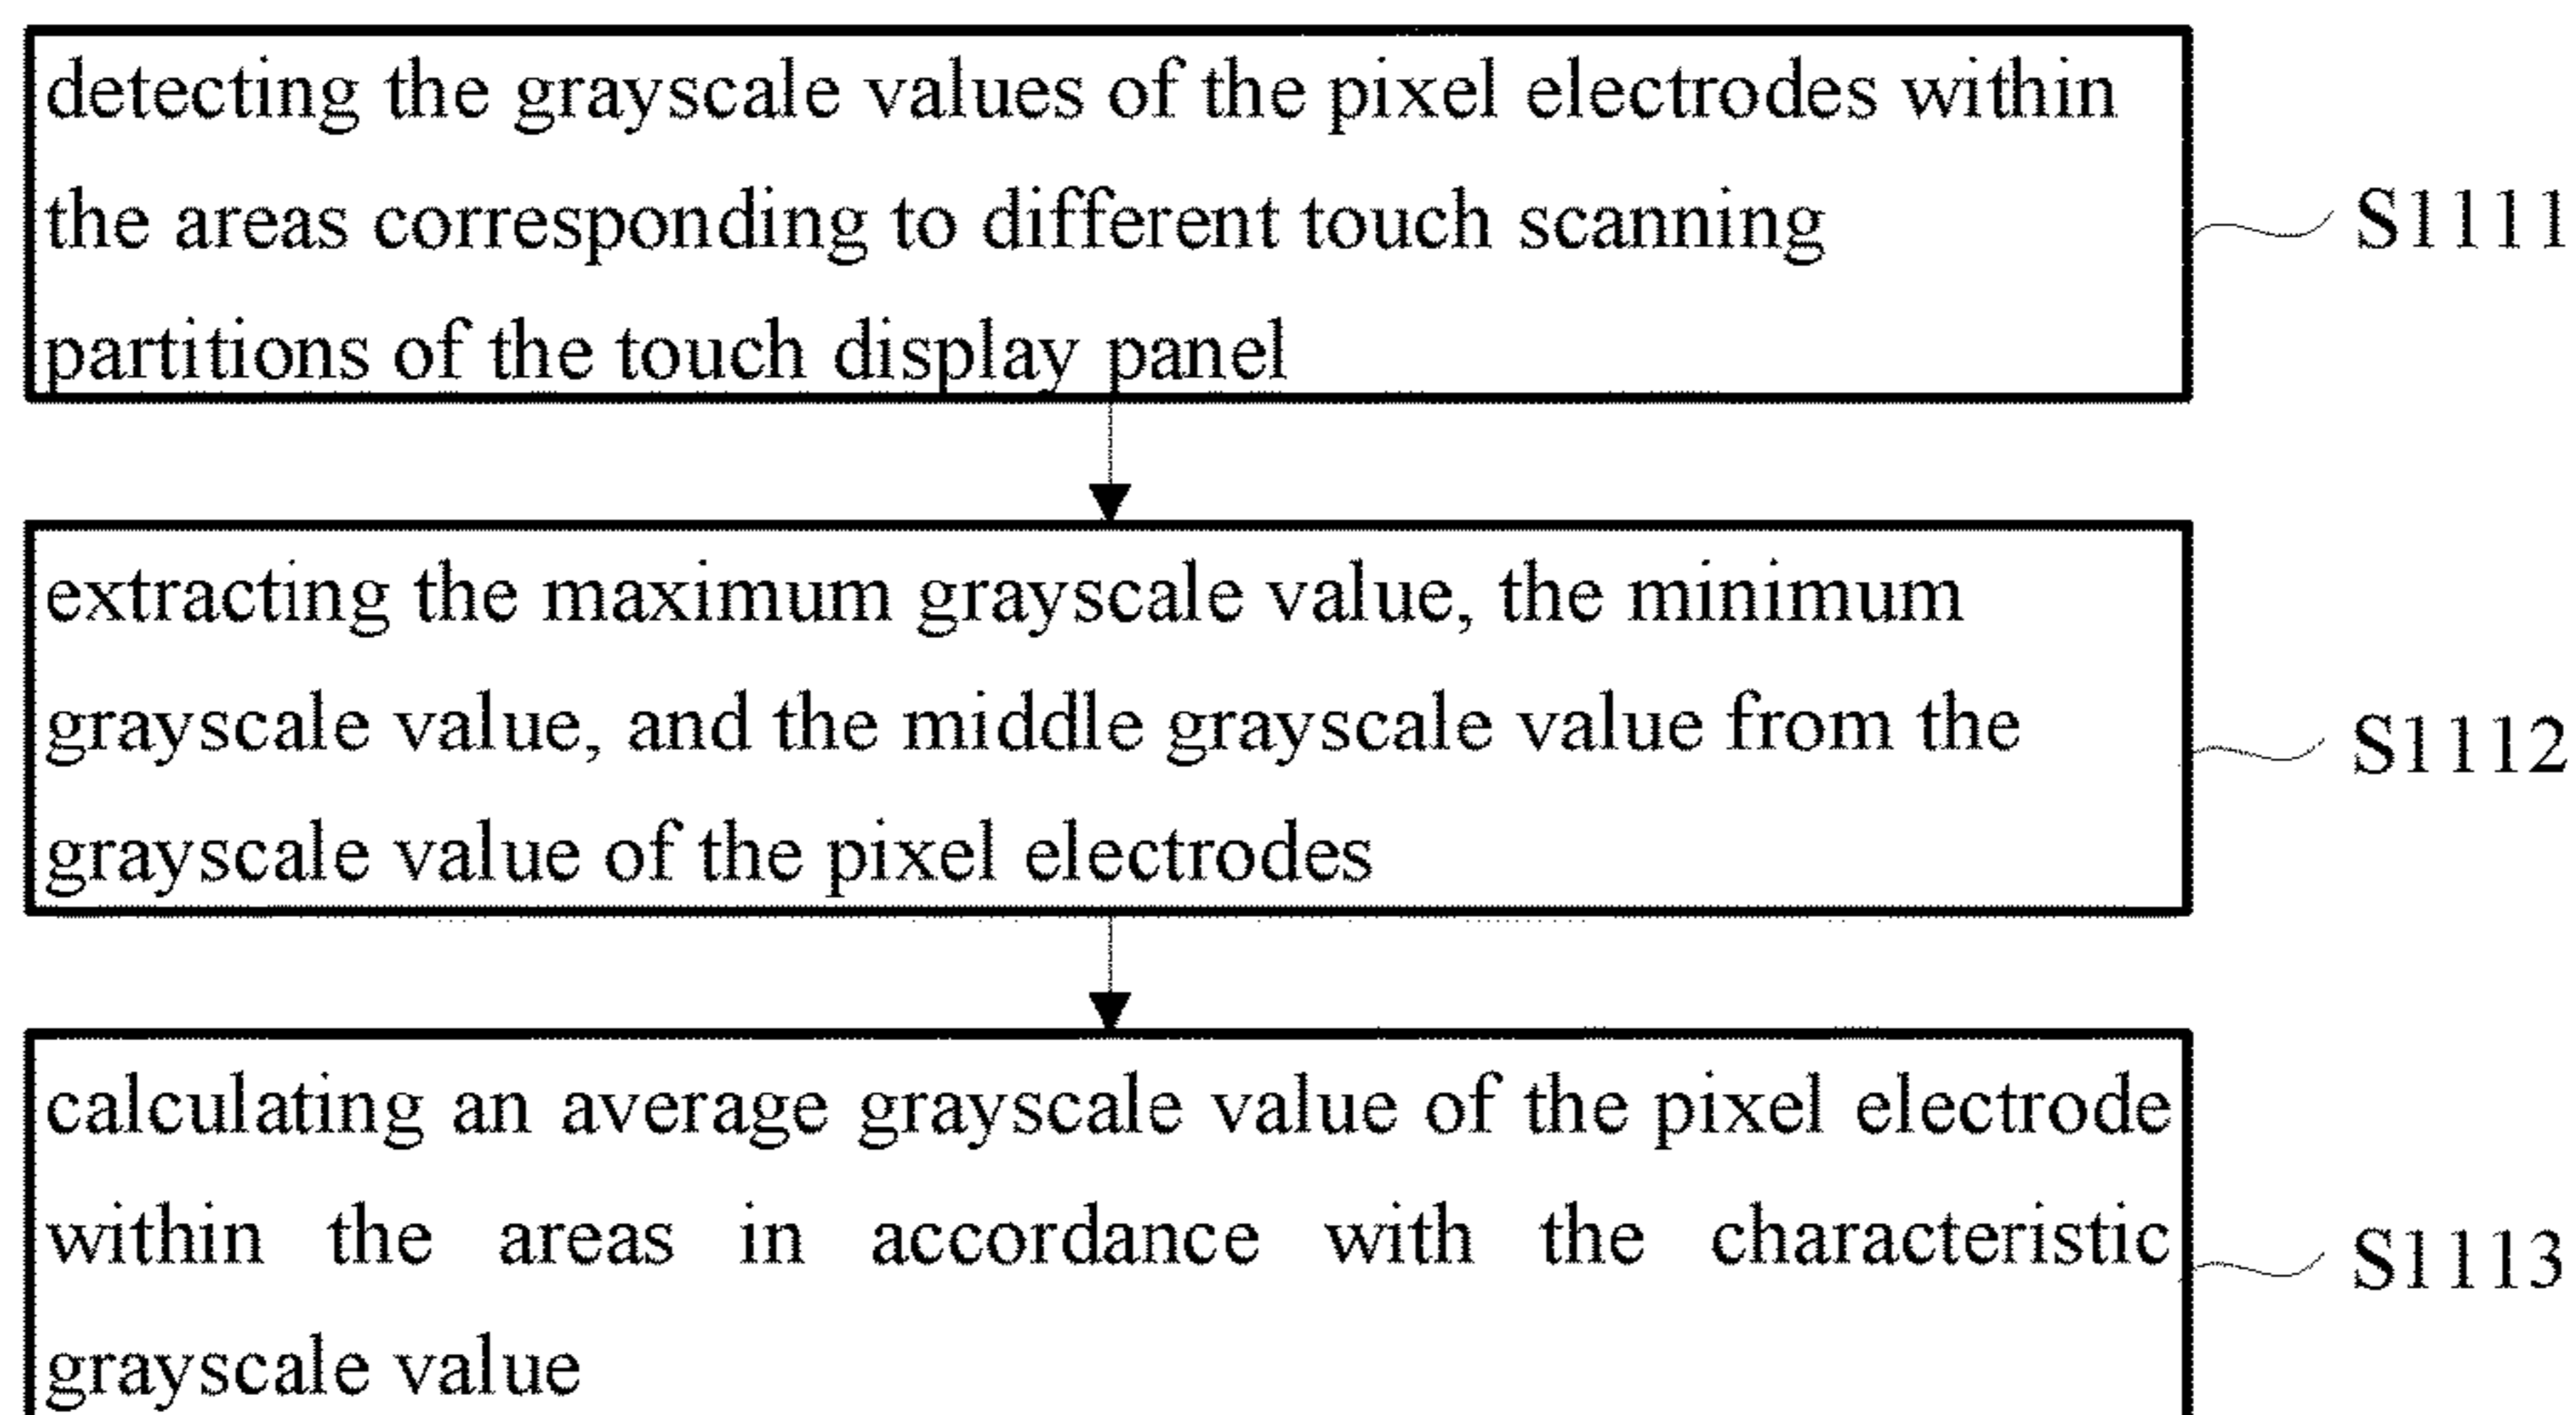 detecting the grayscale values of the pixel electrodes within
the areas corresponding to different touch scanning
partitions of the touch display panel
S1111
extracting the maximum grayscale value, the minimum
grayscale value, and the middle grayscale value from the
grayscale value of the pixel electrodes
S1112
calculating an average grayscale value of the pixel electrode
within the areas in accordance with the characteristic
grayscale value
S1113